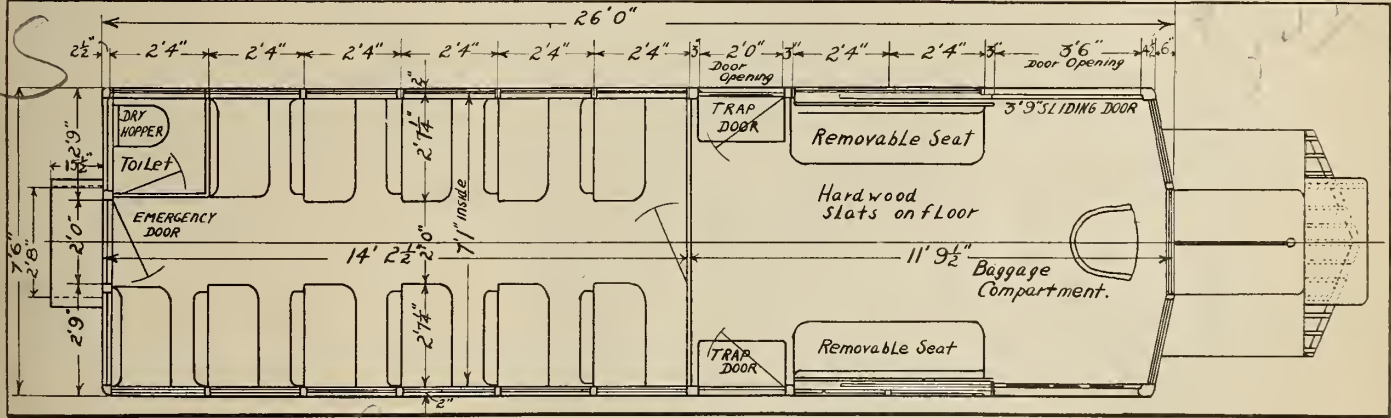 26'0"
2½" 2'4" 2'4" 2'4" 2'4" 2'4" 2'4" 3" 2'0" 3" 2'4" 2'4" 3" 3'6" 4½" 6"
Door Opening
Door Opening
2"
3'9" SLIDING DOOR
DRY
HOPPER
TOILET
TRAP
DOOR
Removable Seat
2'9"
2'7¼"
EMERGENCY
DOOR
7'1" inside
Hardwood
slats on floor
7'6"
2'8"
2'0"
14' 2½"
2'0"
11' 9½"
Baggage
Compartment.
2'9"
2'7¼"
TRAP
DOOR
Removable Seat
2"